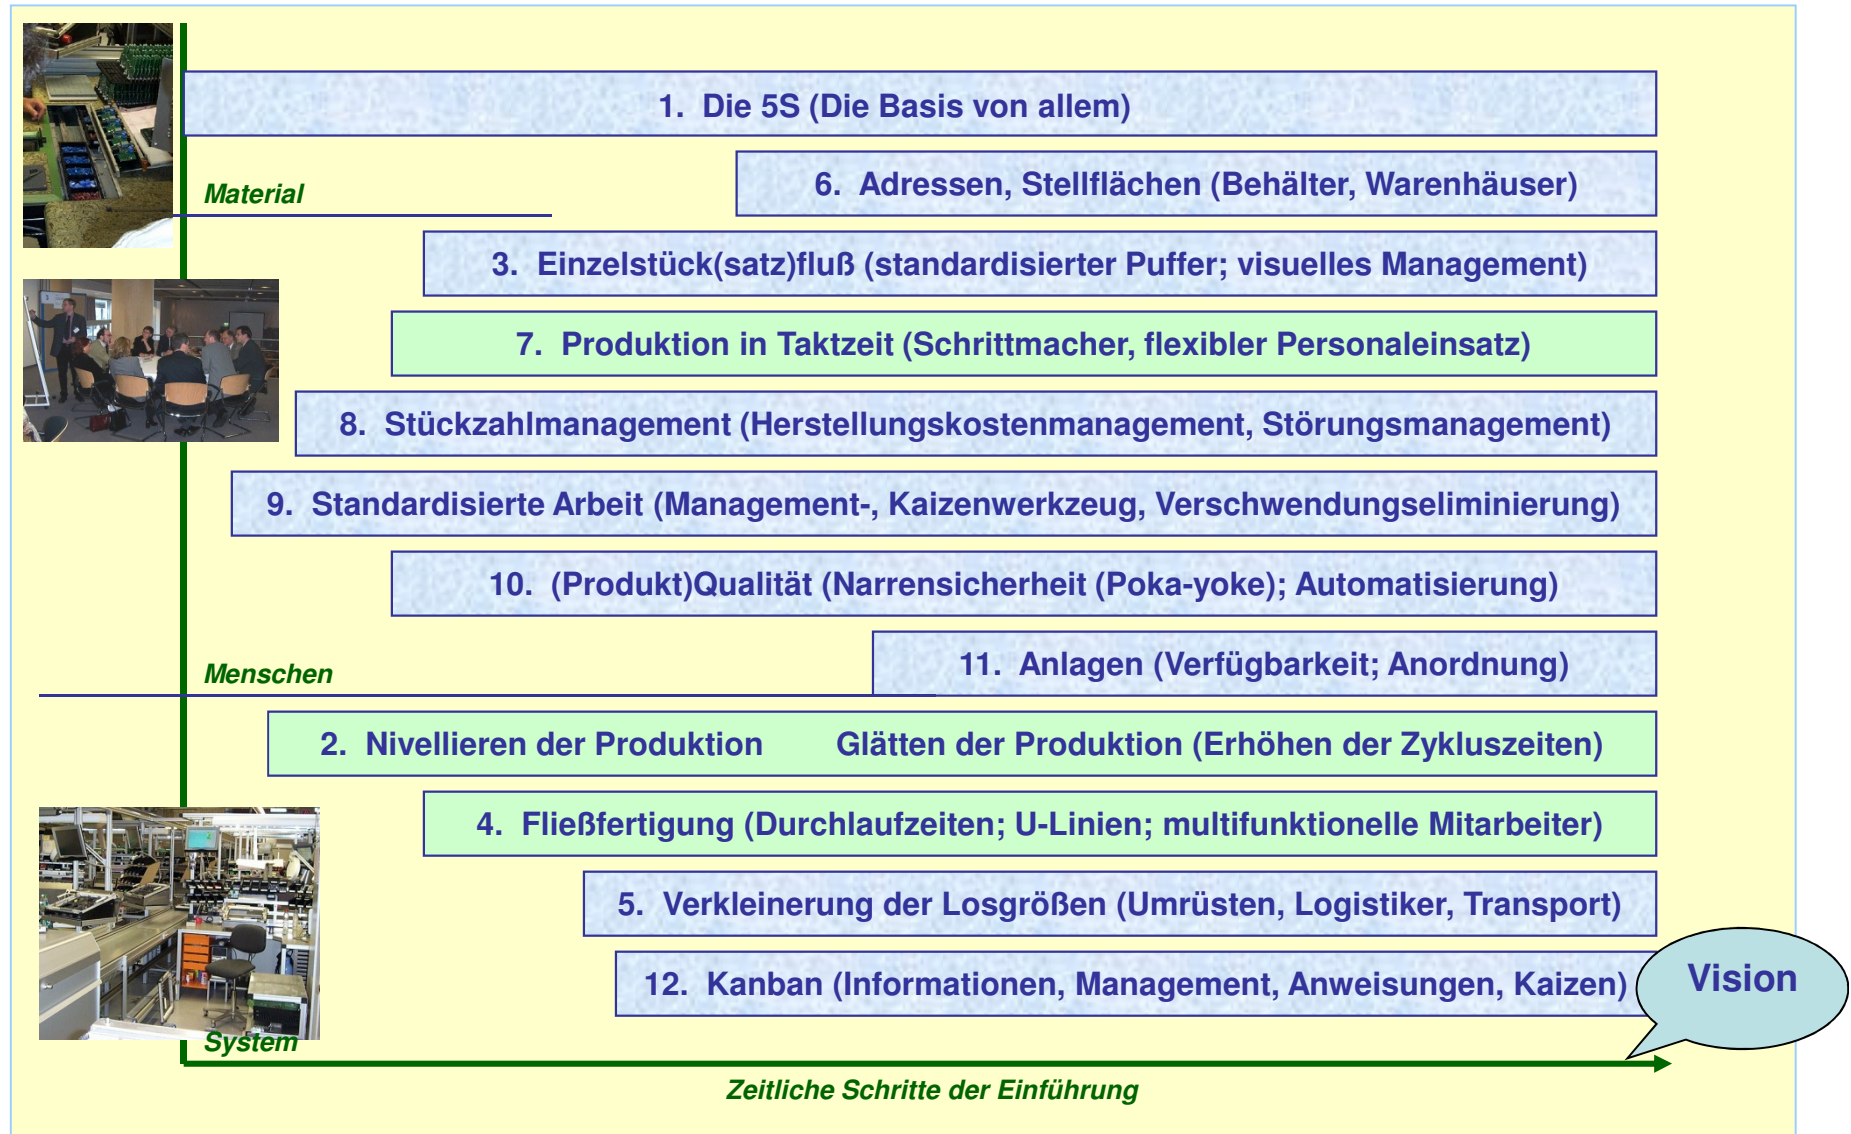 1. Die 5S (Die Basis von allem)
6. Adressen, Stellflächen (Behälter, Warenhäuser)
Material
3. Einzelstück(satz)fluß (standardisierter Puffer; visuelles Management)
7. Produktion in Taktzeit (Schrittmacher, flexibler Personaleinsatz)
8. Stückzahlmanagement (Herstellungskostenmanagement, Störungsmanagement)
9. Standardisierte Arbeit (Management-, Kaizenwerkzeug, Verschwendungseliminierung)
10. (Produkt)Qualität (Narrensicherheit (Poka-yoke); Automatisierung)
11. Anlagen (Verfügbarkeit; Anordnung)
Menschen
2. Nivellieren der Produktion Glätten der Produktion (Erhöhen der Zykluszeiten)
4. Fließfertigung (Durchlaufzeiten; U-Linien; multifunktionelle Mitarbeiter)
5. Verkleinerung der Losgrößen (Umrüsten, Logistiker, Transport)
12. Kanban (Informationen, Management, Anweisungen, Kaizen)
Vision
System
Zeitliche Schritte der Einführung